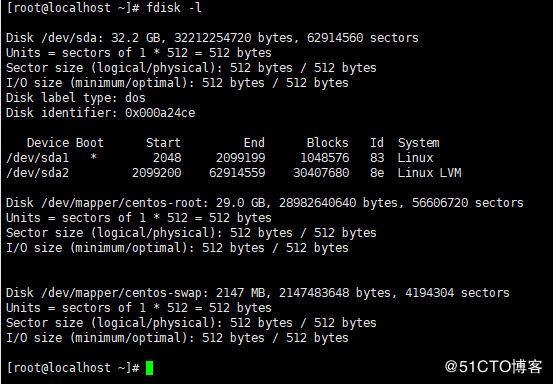 [root@localhost ~]# fdisk -l
Disk /dev/sda: 32.2 GB, 32212254720 bytes, 62914560 sectors
Units = sectors of 1 * 512 = 512 bytes
Sector size (logical/physical): 512 bytes / 512 bytes
I/O size (minimum/optimal): 512 bytes / 512 bytes
Disk label type: dos
Disk identifier: 0x000a24ce
Device Boot Start End Blocks Id System
/dev/sda1 * 2048 2099199 1048576 83 Linux
/dev/sda2 2099200 62914559 30407680 8e Linux LVM
Disk /dev/mapper/centos-root: 29.0 GB, 28982640640 bytes, 56606720 sectors
Units = sectors of 1 * 512 = 512 bytes
Sector size (logical/physical): 512 bytes / 512 bytes
I/O size (minimum/optimal): 512 bytes / 512 bytes
Disk /dev/mapper/centos-swap: 2147 MB, 2147483648 bytes, 4194304 sectors
Units = sectors of 1 * 512 = 512 bytes
Sector size (logical/physical): 512 bytes / 512 bytes
I/O size (minimum/optimal): 512 bytes / 512 bytes
[root@localhost ~]#
@51CTO博客